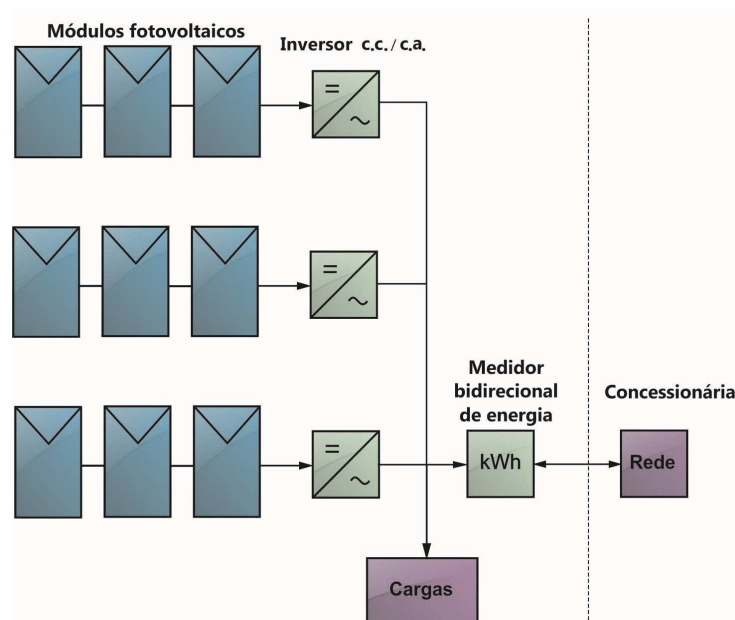 Módulos fotovoltaicos
Inversor c.c./c.a.
Medidor
bidirecional
de energia
Concessionária
kWh
Rede
Cargas